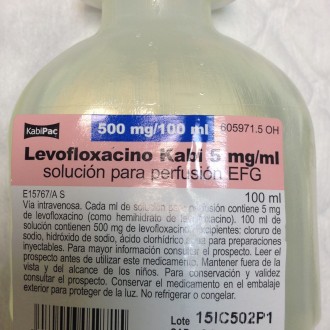 KabiPac
500 mg/100 ml
605971.5 OH
Levofloxacino Kabi 5 mg/ml
solución para perfusión EFG
E15767/A S
100 ml
Vía intravenosa. Cada ml de solución para perfusión contiene 5 mg
de levofloxacino (como hemihidrato de levofloxacino). 100 ml de
solución contienen 500 mg de levofloxacino. Excipientes: cloruro de
sodio, hidróxido de sodio, ácido clorhídrico, agua para preparaciones
inyectables. Para mayor información consultar el prospecto. Leer el
prospecto antes de utilizar este medicamento. Mantener fuera de la
vista y del alcance de los niños. Para condiciones de conservación
consultar el prospecto. Conservar el medicamento en el embalaje
exterior para proteger de la luz. No refrigerar o congelar.
Lote 15IC502P1